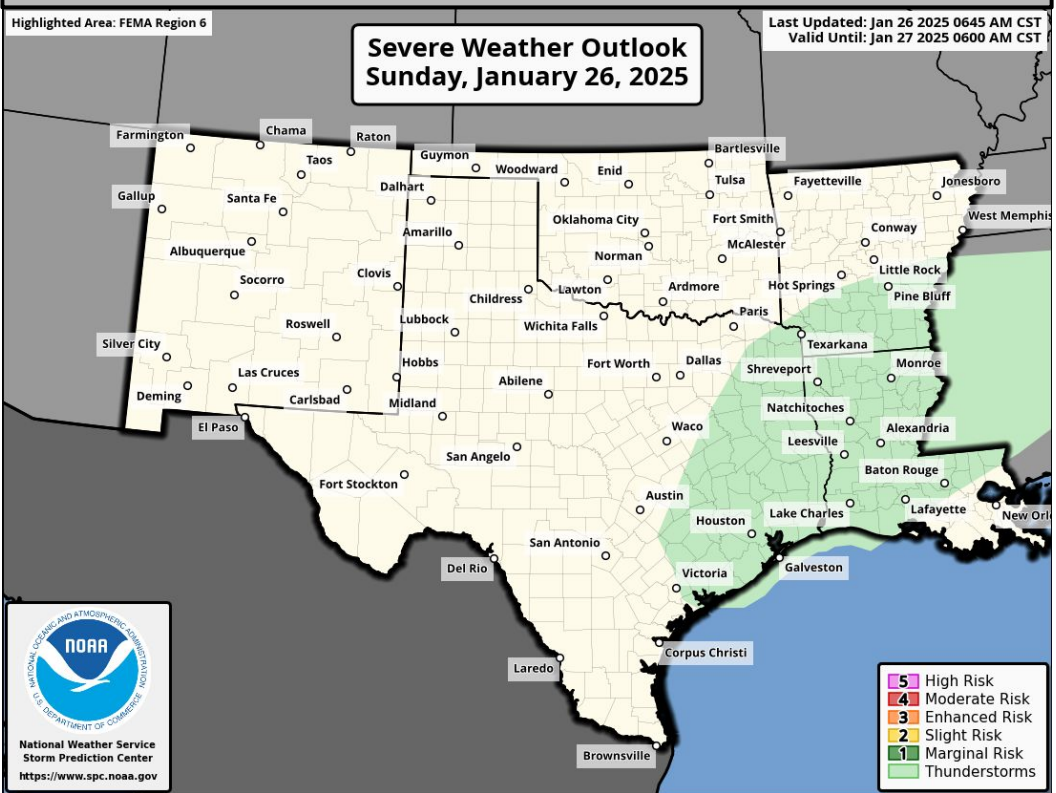 Highlighted Area: FEMA Region 6
Severe Weather Outlook
Sunday, January 26, 2025
Last Updated: Jan 26 2025 0645 AM CST
Valid Until: Jan 27 2025 0600 AM CST
Farmington
Chama
Raton
Taos
Guymon
Woodward
Enid
Bartlesville
Tulsa
Fayetteville
Jonesboro
Gallup
Santa Fe
Dalhart
Oklahoma City
Fort Smith
Conway
West Memphis
Albuquerque
Amarillo
Norman
McAlester
Little Rock
Socorro
Clovis
Childress
Lawton
Ardmore
Hot Springs
Pine Bluff
Roswell
Lubbock
Wichita Falls
Paris
Texarkana
Silver City
Las Cruces
Hobbs
Fort Worth
Dallas
Shreveport
Monroe
Deming
Carlsbad
Midland
Abilene
Natchitoches
El Paso
Waco
Leesville
Alexandria
San Angelo
Baton Rouge
Fort Stockton
Austin
Houston
Lake Charles
Lafayette
New Orl
San Antonio
Del Rio
Victoria
Galveston
Corpus Christi
Laredo
Brownsville
NATIONAL OCEANIC AND ATMOSPHERIC ADMINISTRATION
NOAA
U.S. DEPARTMENT OF COMMERCE
National Weather Service
Storm Prediction Center
https://www.spc.noaa.gov
5 High Risk
4 Moderate Risk
3 Enhanced Risk
2 Slight Risk
1 Marginal Risk
Thunderstorms